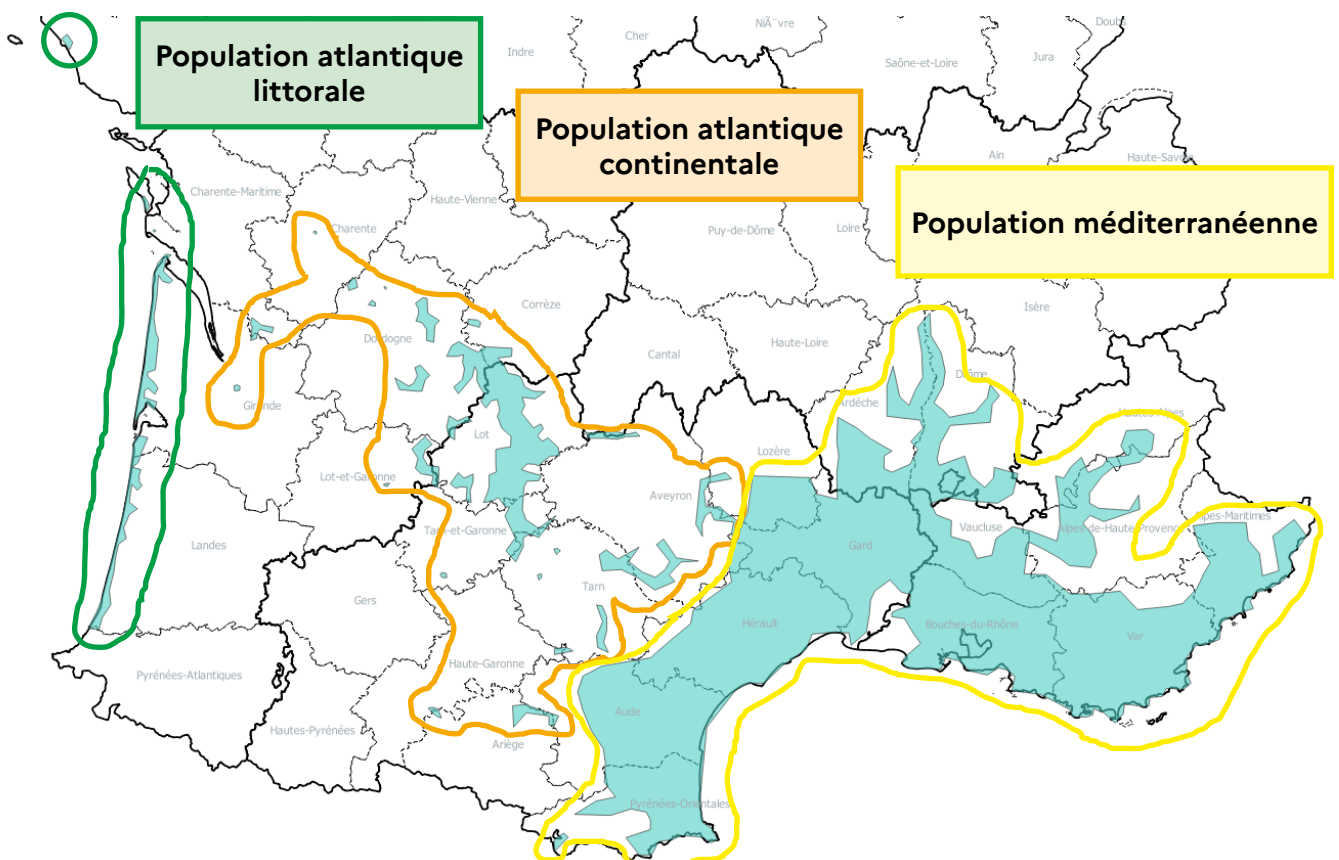 Population atlantique
littorale
Population atlantique
continentale
Population méditerranéenne
Indre
Cher
NiÃ¨vre
Saône-et-Loire
Jura
Doubs
Charente-Maritime
Charente
Haute-Vienne
Corrèze
Puy-de-Dôme
Loire
Ain
Haute-Savoie
Isère
Dordogne
Gironde
Cantal
Haute-Loire
Ardèche
Drôme
Hautes-Alpes
Lot
Lot-et-Garonne
Lozère
Aveyron
Landes
Tarn-et-Garonne
Gard
Vaucluse
Alpes-de-Haute-Provence
Alpes-Maritimes
Gers
Tarn
Hérault
Bouches-du-Rhône
Var
Pyrénées-Atlantiques
Haute-Garonne
Hautes-Pyrénées
Ariège
Aude
Pyrénées-Orientales